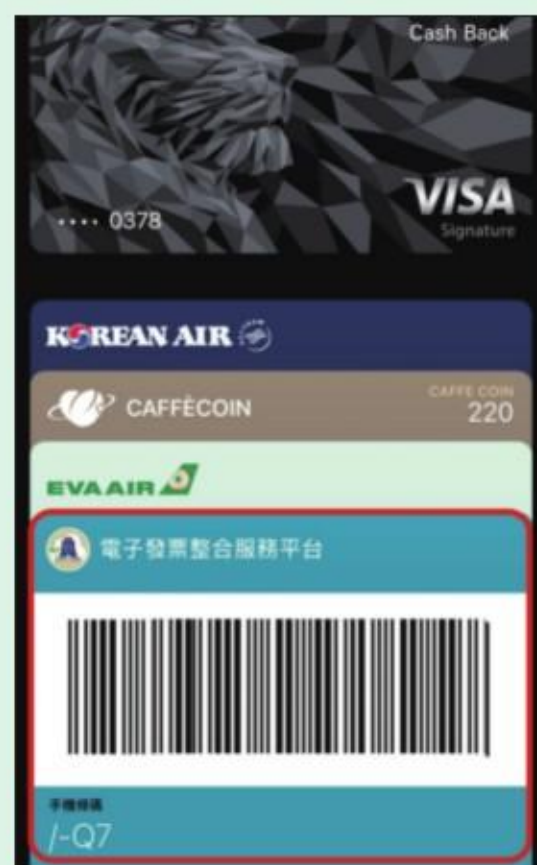 Cash Back
•••• 0378
VISA
Signature
KOREAN AIR
CAFFÈCOIN
CAFFE COIN
220
EVA AIR
電子發票整合服務平台
手機條碼
/-Q7